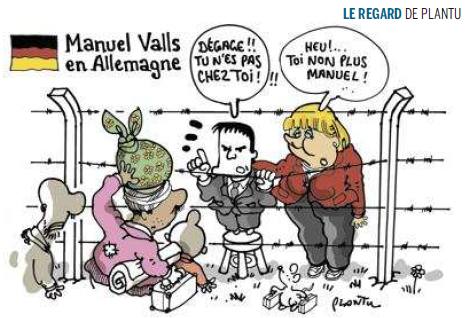 LE REGARD DE PLANTU
Manuel Valls
en Allemagne
DÉGAGE !!
TU N'ES PAS
CHEZ TOI ! !!
HEU !...
Toi NON PLUS
MANUEL !
PLANTU